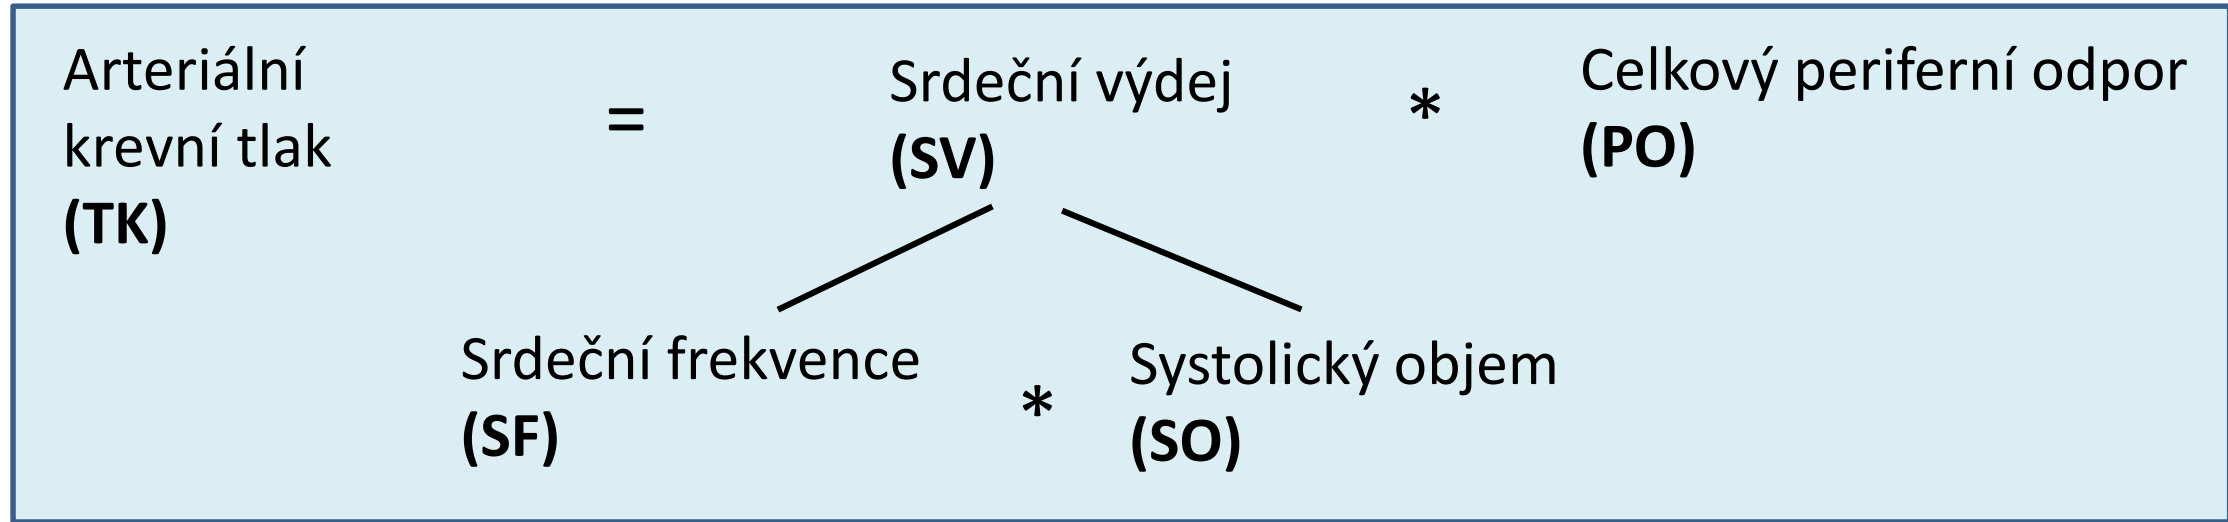 Arteriální
krevní tlak
(TK)
=
Srdeční výdej
(SV)
*
Celkový periferní odpor
(PO)
Srdeční frekvence
(SF)
*
Systolický objem
(SO)